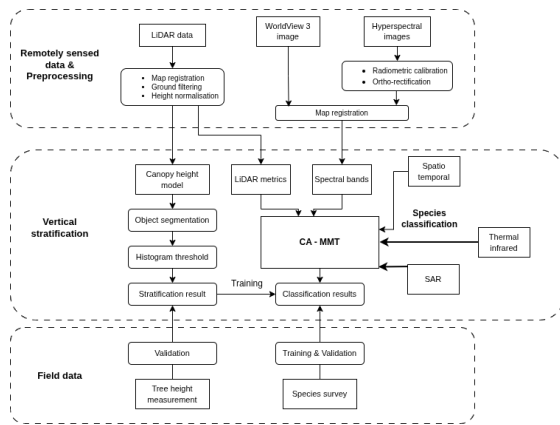 Remotely sensed
data &
Preprocessing
LiDAR data
WorldView 3
image
Hyperspectral
images
• Map registration
• Ground filtering
• Height normalisation
• Radiometric calibration
• Ortho-rectification
Map registration
Vertical
stratification
Canopy height
model
LiDAR metrics
Spectral bands
Spatio
temporal
Object segmentation
Species
classification
CA - MMT
Thermal
infrared
Histogram threshold
SAR
Training
Stratification result
Classification results
Field data
Validation
Training & Validation
Tree height
measurement
Species survey